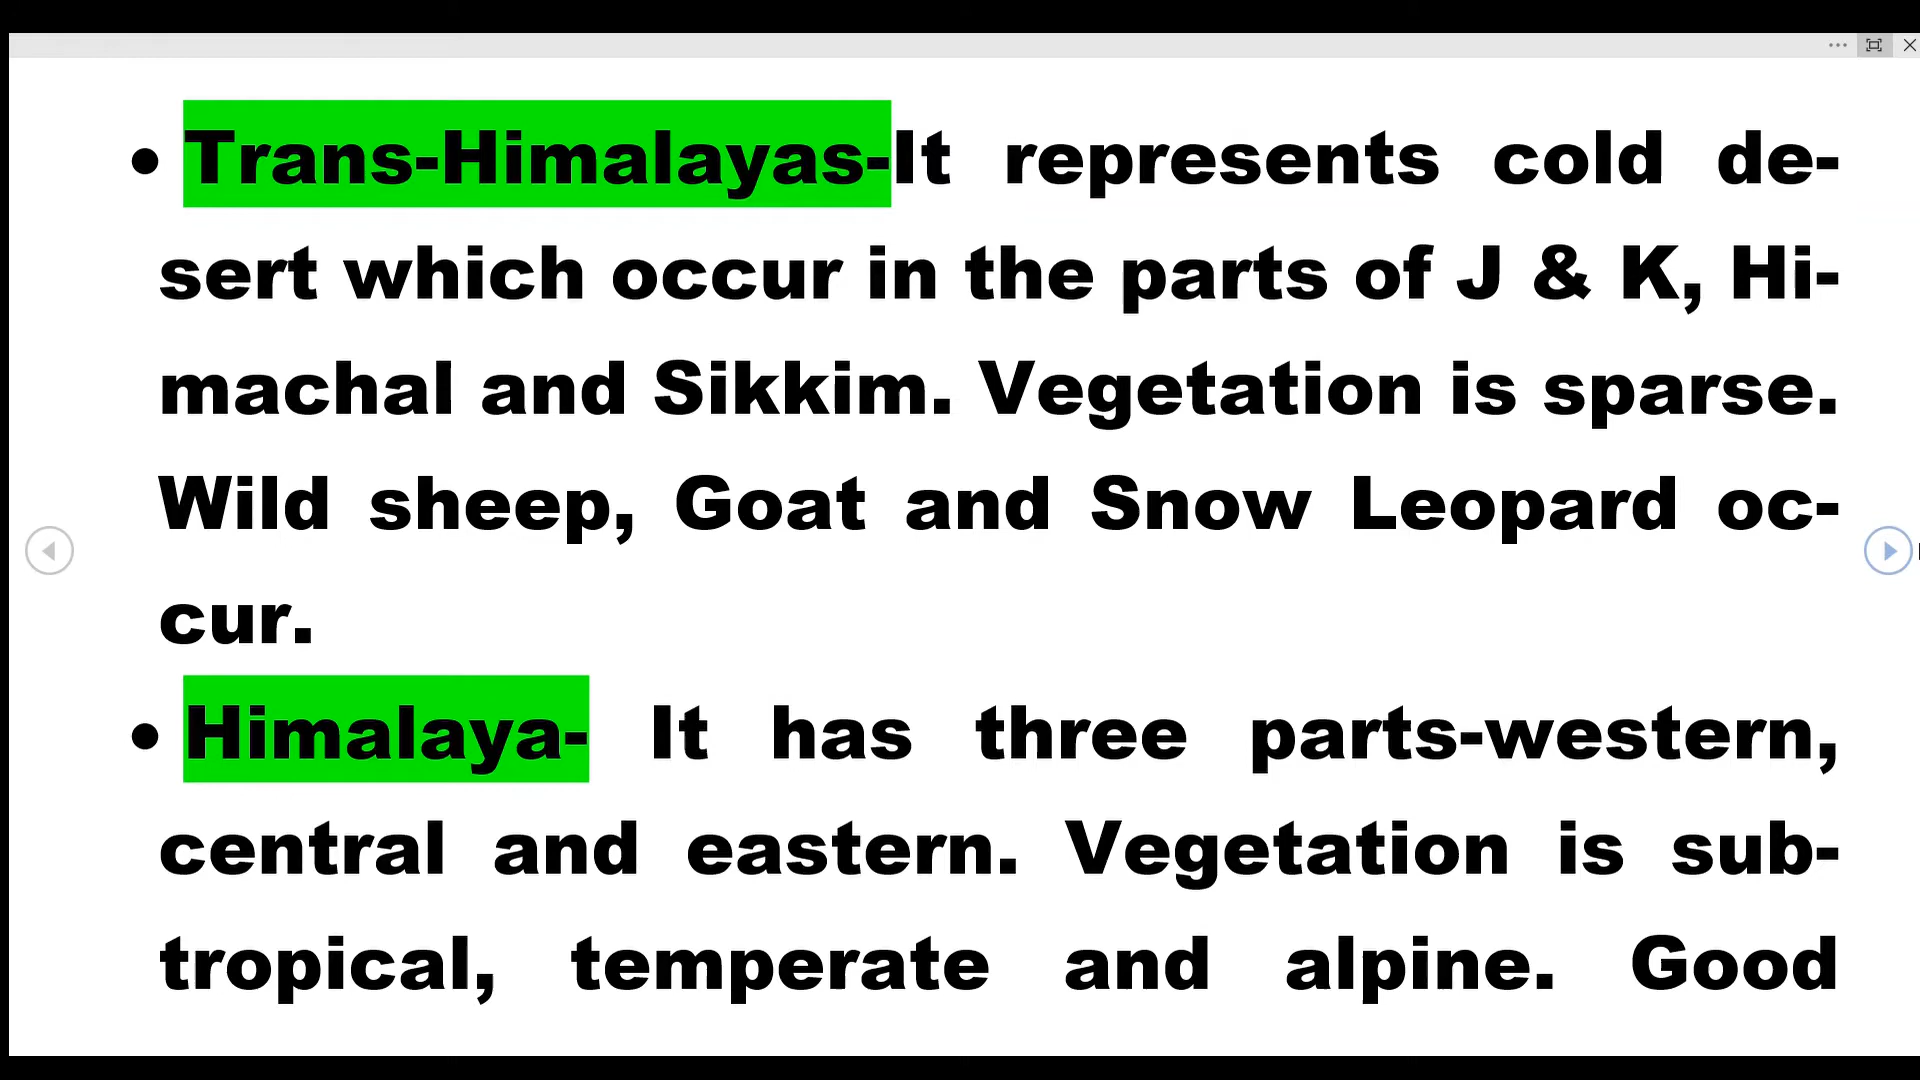 • Trans-Himalayas-It represents cold de-
sert which occur in the parts of J & K, Hi-
machal and Sikkim. Vegetation is sparse.
Wild sheep, Goat and Snow Leopard oc-
cur.
• Himalaya- It has three parts-western,
central and eastern. Vegetation is sub-
tropical, temperate and alpine. Good